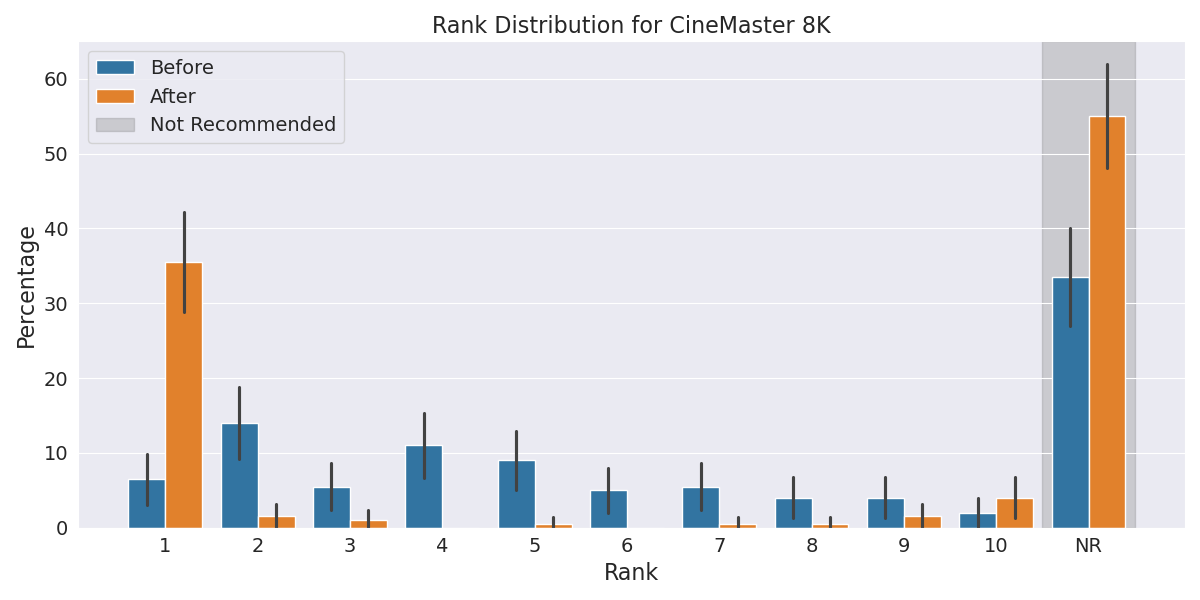 Rank Distribution for CineMaster 8K
Before
After
Not Recommended
Percentage
60
50
40
30
20
10
0
1 2 3 4 5 6 7 8 9 10 NR
Rank